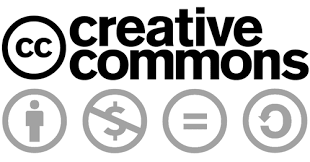 cc creative
commons
$ =